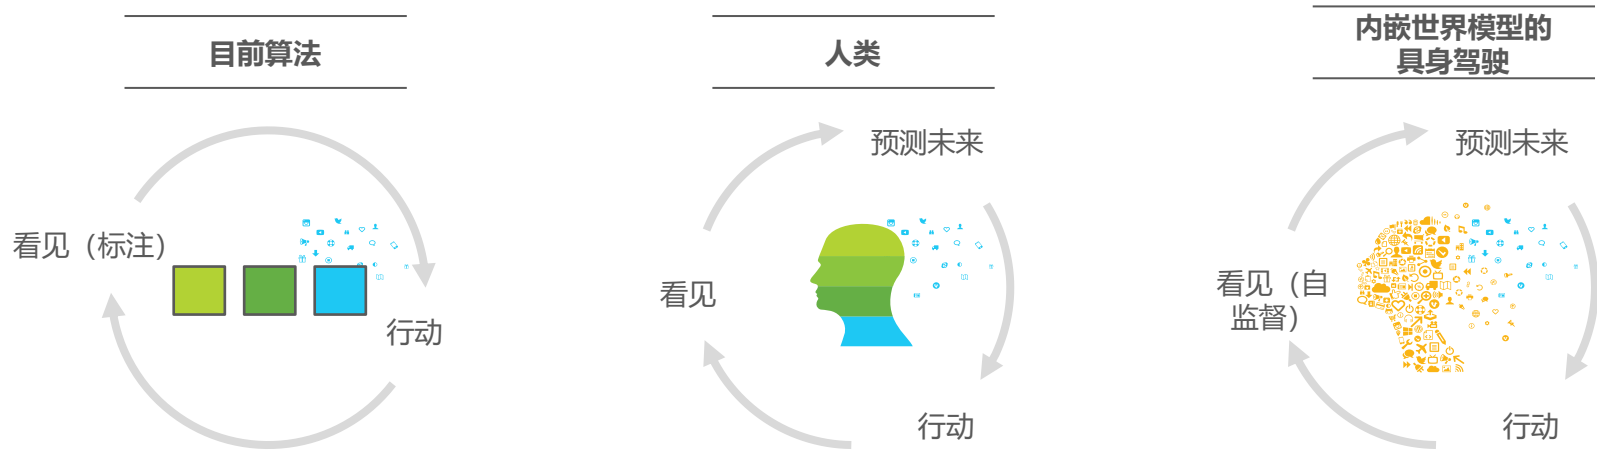 目前算法
看见（标注）
行动
人类
预测未来
看见
行动
内嵌世界模型的
具身驾驶
预测未来
看见（自
监督）
行动